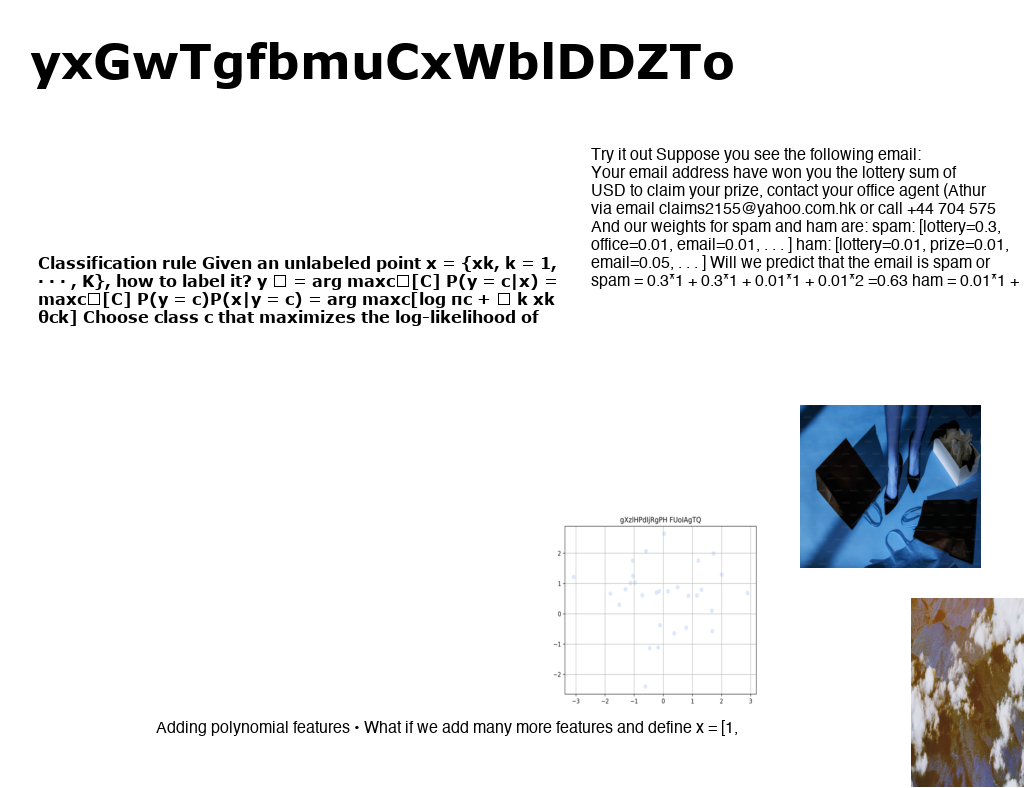 yxGwTgfbmuCxWblDDZTo
Try it out Suppose you see the following email:
Your email address have won you the lottery sum of
USD to claim your prize, contact your office agent (Athur
via email claims2155@yahoo.com.hk or call +44 704 575
And our weights for spam and ham are: spam: [lottery=0.3,
office=0.01, email=0.01, . . . ] ham: [lottery=0.01, prize=0.01,
email=0.05, . . . ] Will we predict that the email is spam or
spam = 0.3*1 + 0.3*1 + 0.01*1 + 0.01*2 =0.63 ham = 0.01*1 +
Classification rule Given an unlabeled point x = {xk, k = 1,
· · · , K}, how to label it? y □ = arg maxc□[C] P(y = c|x) =
maxc□[C] P(y = c)P(x|y = c) = arg maxc[log πc + □ k xk
θck] Choose class c that maximizes the log-likelihood of
gXzlHPdljRgPH FUolAgTQ
2
1
0
−1
−2
−3 −2 −1 0 1 2 3
Adding polynomial features • What if we add many more features and define x = [1,